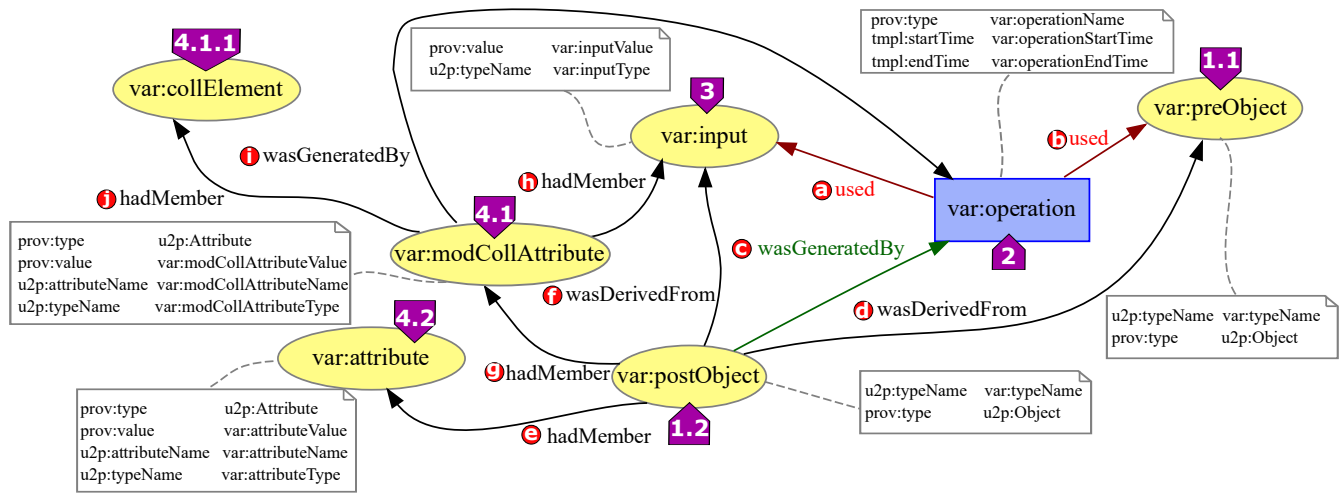 prov:type var:operationName
tmpl:startTime var:operationStartTime
tmpl:endTime var:operationEndTime
4.1.1
var:collElement
prov:value var:inputValue
u2p:typeName var:inputType
1.1
var:preObject
3
var:input
b used
i wasGeneratedBy
h hadMember
a used
j hadMember
4.1
var:modCollAttribute
var:operation
2
c wasGeneratedBy
prov:type u2p:Attribute
prov:value var:modCollAttributeValue
u2p:attributeName var:modCollAttributeName
u2p:typeName var:modCollAttributeType
f wasDerivedFrom
d wasDerivedFrom
u2p:typeName var:typeName
prov:type u2p:Object
4.2
var:attribute
g hadMember
var:postObject
1.2
u2p:typeName var:typeName
prov:type u2p:Object
prov:type u2p:Attribute
prov:value var:attributeValue
u2p:attributeName var:attributeName
u2p:typeName var:attributeType
e hadMember